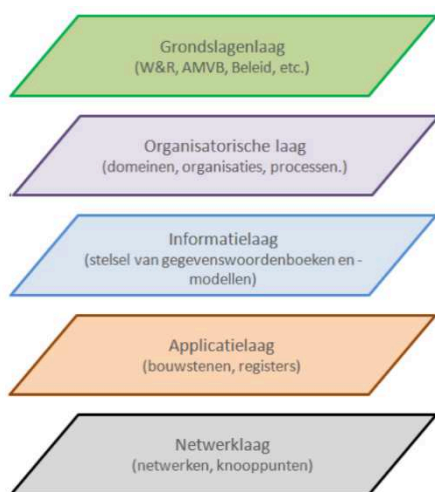 Grondslagenlaag
(W&R, AMVB, Beleid, etc.)
Organisatorische laag
(domeinen, organisaties, processen.)
Informatielaag
(stelsel van gegevenswoordenboeken en -
modellen)
Applicatielaag
(bouwstenen, registers)
Netwerklaag
(netwerken, knooppunten)